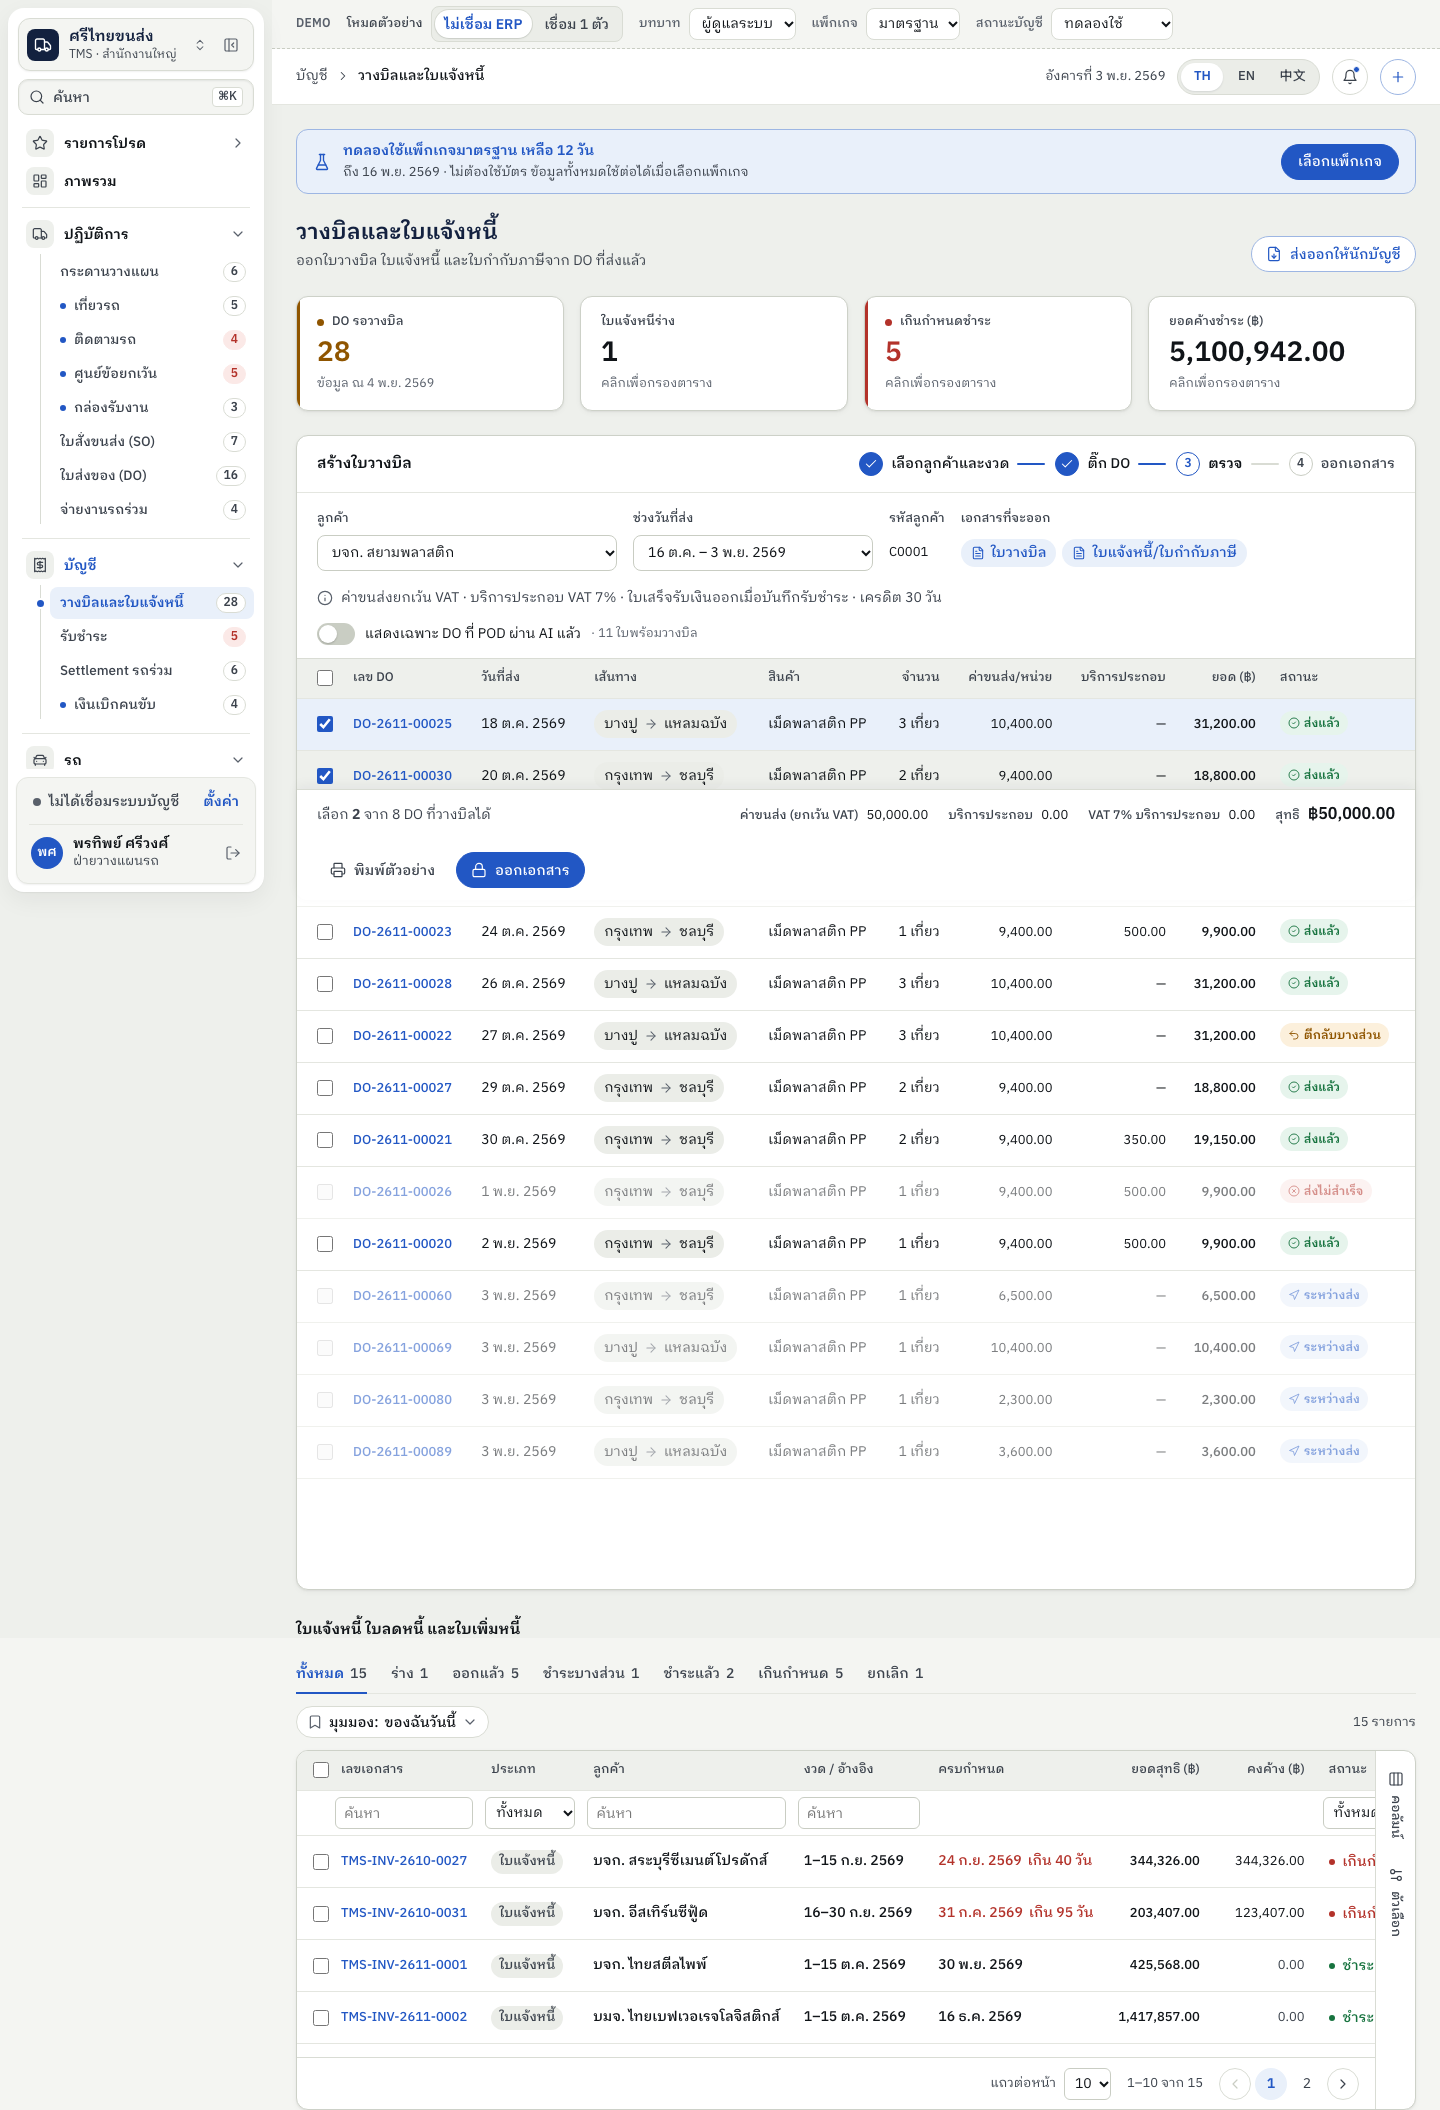 ศรีไทยขนส่ง
TMS · สำนักงานใหญ่
ค้นหา ⌘K
รายการโปรด
ภาพรวม
ปฏิบัติการ
กระดานวางแผน 6
เที่ยวรถ 5
ติดตามรถ 4
ศูนย์ข้อยกเว้น 5
กล่องรับงาน 3
ใบสั่งขนส่ง (SO) 7
ใบส่งของ (DO) 16
จ่ายงานรถร่วม 4
บัญชี
วางบิลและใบแจ้งหนี้ 28
รับชำระ 5
Settlement รถร่วม 6
เงินเบิกคนขับ 4
รถ
ไม่ได้เชื่อมระบบบัญชี ตั้งค่า
พศ พรทิพย์ ศรีวงศ์
ฝ่ายวางแผนรถ
DEMO โหมดตัวอย่าง ไม่เชื่อม ERP เชื่อม 1 ตัว บทบาท ผู้ดูแลระบบ แพ็กเกจ มาตรฐาน สถานะบัญชี ทดลองใช้
บัญชี วางบิลและใบแจ้งหนี้ อังคารที่ 3 พ.ย. 2569 TH EN 中文
ทดลองใช้แพ็กเกจมาตรฐาน เหลือ 12 วัน
ถึง 16 พ.ย. 2569 · ไม่ต้องใช้บัตร ข้อมูลทั้งหมดใช้ต่อได้เมื่อเลือกแพ็กเกจ
เลือกแพ็กเกจ
วางบิลและใบแจ้งหนี้
ออกใบวางบิล ใบแจ้งหนี้ และใบกำกับภาษีจาก DO ที่ส่งแล้ว
ส่งออกให้นักบัญชี
DO รอวางบิล
28
ข้อมูล ณ 4 พ.ย. 2569
ใบแจ้งหนี้ร่าง
1
คลิกเพื่อกรองตาราง
เกินกำหนดชำระ
5
คลิกเพื่อกรองตาราง
ยอดค้างชำระ (฿)
5,100,942.00
คลิกเพื่อกรองตาราง
สร้างใบวางบิล เลือกลูกค้าและงวด ติ๊ก DO 3 ตรวจ 4 ออกเอกสาร
ลูกค้า ช่วงวันที่ส่ง รหัสลูกค้า เอกสารที่จะออก
บจก. สยามพลาสติก 16 ต.ค. – 3 พ.ย. 2569 C0001 ใบวางบิล ใบแจ้งหนี้/ใบกำกับภาษี
ค่าขนส่งยกเว้น VAT · บริการประกอบ VAT 7% · ใบเสร็จรับเงินออกเมื่อบันทึกรับชำระ · เครดิต 30 วัน
แสดงเฉพาะ DO ที่ POD ผ่าน AI แล้ว · 11 ใบพร้อมวางบิล
เลข DO วันที่ส่ง เส้นทาง สินค้า จำนวน ค่าขนส่ง/หน่วย บริการประกอบ ยอด (฿) สถานะ
DO-2611-00025 18 ต.ค. 2569 บางปู → แหลมฉบัง เม็ดพลาสติก PP 3 เที่ยว 10,400.00 — 31,200.00 ส่งแล้ว
DO-2611-00030 20 ต.ค. 2569 กรุงเทพ → ชลบุรี เม็ดพลาสติก PP 2 เที่ยว 9,400.00 — 18,800.00 ส่งแล้ว
เลือก 2 จาก 8 DO ที่วางบิลได้ ค่าขนส่ง (ยกเว้น VAT) 50,000.00 บริการประกอบ 0.00 VAT 7% บริการประกอบ 0.00 สุทธิ ฿50,000.00
พิมพ์ตัวอย่าง ออกเอกสาร
DO-2611-00023 24 ต.ค. 2569 กรุงเทพ → ชลบุรี เม็ดพลาสติก PP 1 เที่ยว 9,400.00 500.00 9,900.00 ส่งแล้ว
DO-2611-00028 26 ต.ค. 2569 บางปู → แหลมฉบัง เม็ดพลาสติก PP 3 เที่ยว 10,400.00 — 31,200.00 ส่งแล้ว
DO-2611-00022 27 ต.ค. 2569 บางปู → แหลมฉบัง เม็ดพลาสติก PP 3 เที่ยว 10,400.00 — 31,200.00 ตีกลับบางส่วน
DO-2611-00027 29 ต.ค. 2569 กรุงเทพ → ชลบุรี เม็ดพลาสติก PP 2 เที่ยว 9,400.00 — 18,800.00 ส่งแล้ว
DO-2611-00021 30 ต.ค. 2569 กรุงเทพ → ชลบุรี เม็ดพลาสติก PP 2 เที่ยว 9,400.00 350.00 19,150.00 ส่งแล้ว
DO-2611-00026 1 พ.ย. 2569 กรุงเทพ → ชลบุรี เม็ดพลาสติก PP 1 เที่ยว 9,400.00 500.00 9,900.00 ส่งไม่สำเร็จ
DO-2611-00020 2 พ.ย. 2569 กรุงเทพ → ชลบุรี เม็ดพลาสติก PP 1 เที่ยว 9,400.00 500.00 9,900.00 ส่งแล้ว
DO-2611-00060 3 พ.ย. 2569 กรุงเทพ → ชลบุรี เม็ดพลาสติก PP 1 เที่ยว 6,500.00 — 6,500.00 ระหว่างส่ง
DO-2611-00069 3 พ.ย. 2569 บางปู → แหลมฉบัง เม็ดพลาสติก PP 1 เที่ยว 10,400.00 — 10,400.00 ระหว่างส่ง
DO-2611-00080 3 พ.ย. 2569 กรุงเทพ → ชลบุรี เม็ดพลาสติก PP 1 เที่ยว 2,300.00 — 2,300.00 ระหว่างส่ง
DO-2611-00089 3 พ.ย. 2569 บางปู → แหลมฉบัง เม็ดพลาสติก PP 1 เที่ยว 3,600.00 — 3,600.00 ระหว่างส่ง
ใบแจ้งหนี้ ใบลดหนี้ และใบเพิ่มหนี้
ทั้งหมด 15 ร่าง 1 ออกแล้ว 5 ชำระบางส่วน 1 ชำระแล้ว 2 เกินกำหนด 5 ยกเลิก 1
มุมมอง: ของฉันวันนี้ 15 รายการ
เลขเอกสาร ประเภท ลูกค้า งวด / อ้างอิง ครบกำหนด ยอดสุทธิ (฿) คงค้าง (฿) สถานะ
ค้นหา ทั้งหมด ค้นหา ค้นหา ทั้งหม
TMS-INV-2610-0027 ใบแจ้งหนี้ บจก. สระบุรีซีเมนต์โปรดักส์ 1–15 ก.ย. 2569 24 ก.ย. 2569 เกิน 40 วัน 344,326.00 344,326.00 เกินกำ
TMS-INV-2610-0031 ใบแจ้งหนี้ บจก. อีสเทิร์นซีฟู้ด 16–30 ก.ย. 2569 31 ก.ค. 2569 เกิน 95 วัน 203,407.00 123,407.00 เกินกำ
TMS-INV-2611-0001 ใบแจ้งหนี้ บจก. ไทยสตีลไพพ์ 1–15 ต.ค. 2569 30 พ.ย. 2569 425,568.00 0.00 ชำระ
TMS-INV-2611-0002 ใบแจ้งหนี้ บมจ. ไทยเบฟเวอเรจโลจิสติกส์ 1–15 ต.ค. 2569 16 ธ.ค. 2569 1,417,857.00 0.00 ชำระ
คอลัมน์
ตัวเลือก
แถวต่อหน้า 10 1–10 จาก 15 1 2